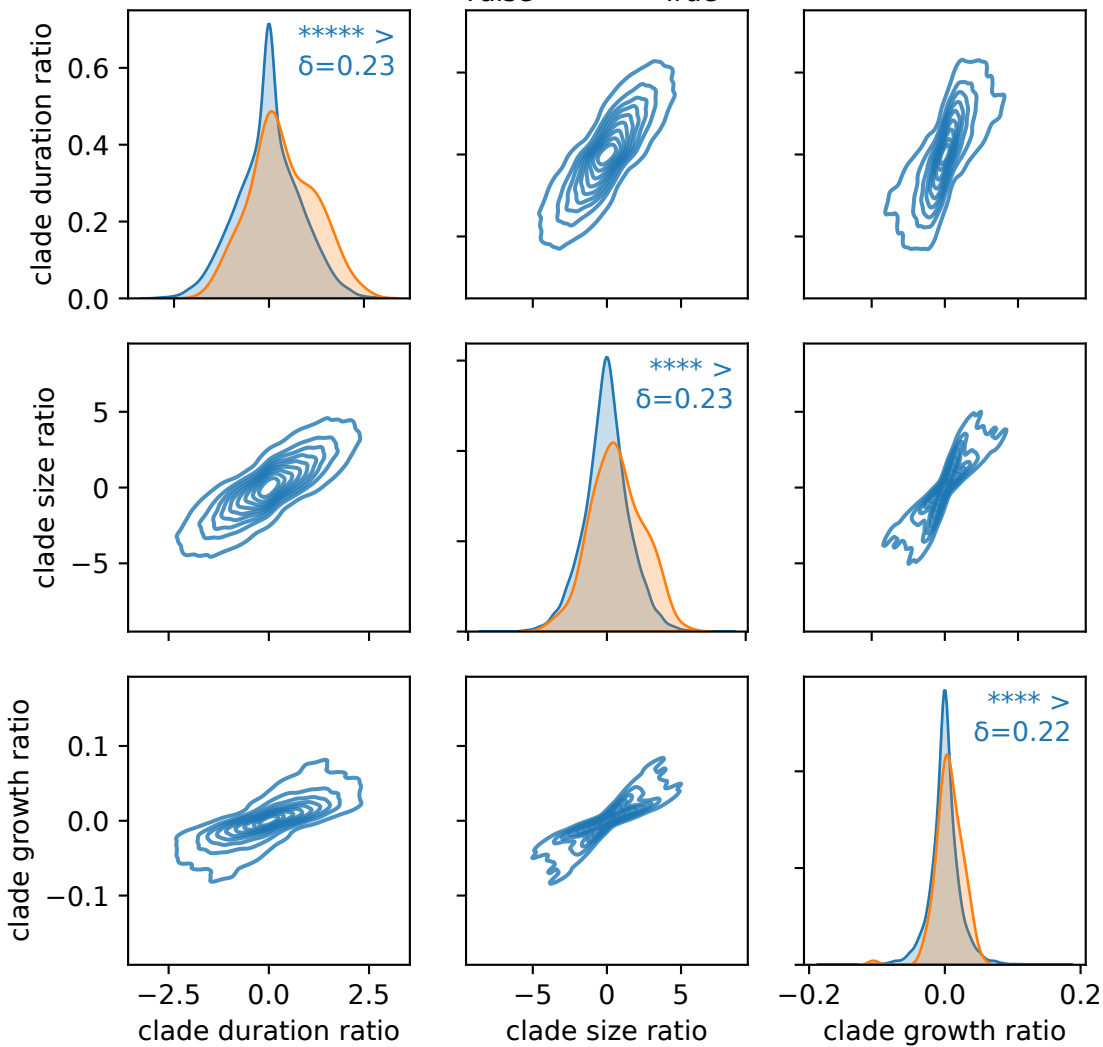 clade duration ratio
0.6
0.4
0.2
0.0
***** >
δ=0.23
clade size ratio
5
0
−5
**** >
δ=0.23
clade growth ratio
0.1
0.0
−0.1
**** >
δ=0.22
−2.5 0.0 2.5
−5 0 5
−0.2 0.0 0.2
clade duration ratio
clade size ratio
clade growth ratio